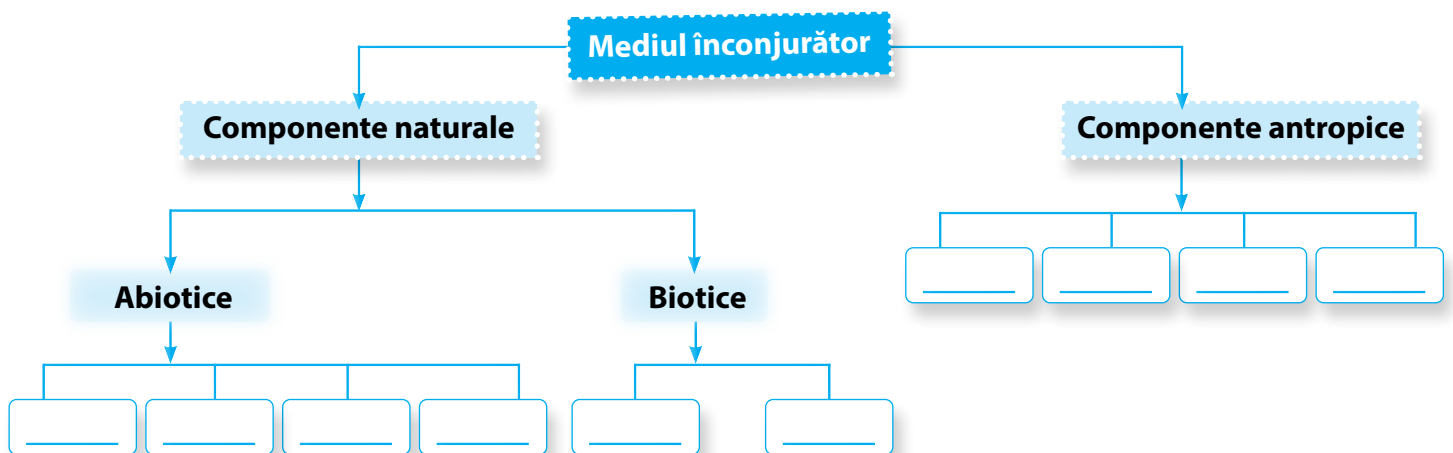 Mediul înconjurător
Componente naturale
Componente antropice
Abiotice
Biotice